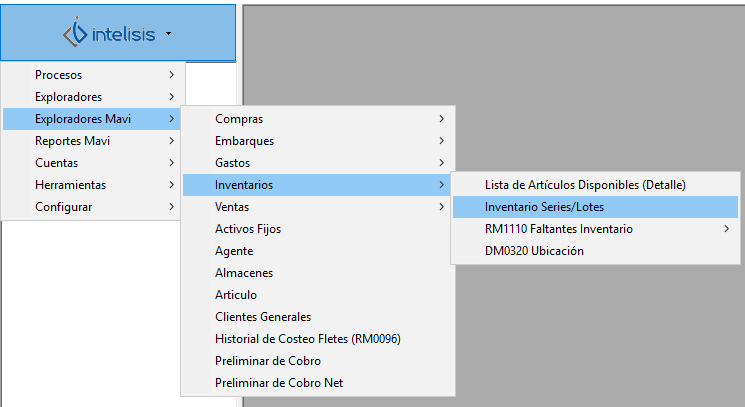 intelisis
Procesos
Exploradores
Exploradores Mavi
Reportes Mavi
Cuentas
Herramientas
Configurar
Compras
Embarques
Gastos
Inventarios
Ventas
Activos Fijos
Agente
Almacenes
Articulo
Clientes Generales
Historial de Costeo Fletes (RM0096)
Preliminar de Cobro
Preliminar de Cobro Net
Lista de Artículos Disponibles (Detalle)
Inventario Series/Lotes
RM1110 Faltantes Inventario
DM0320 Ubicación